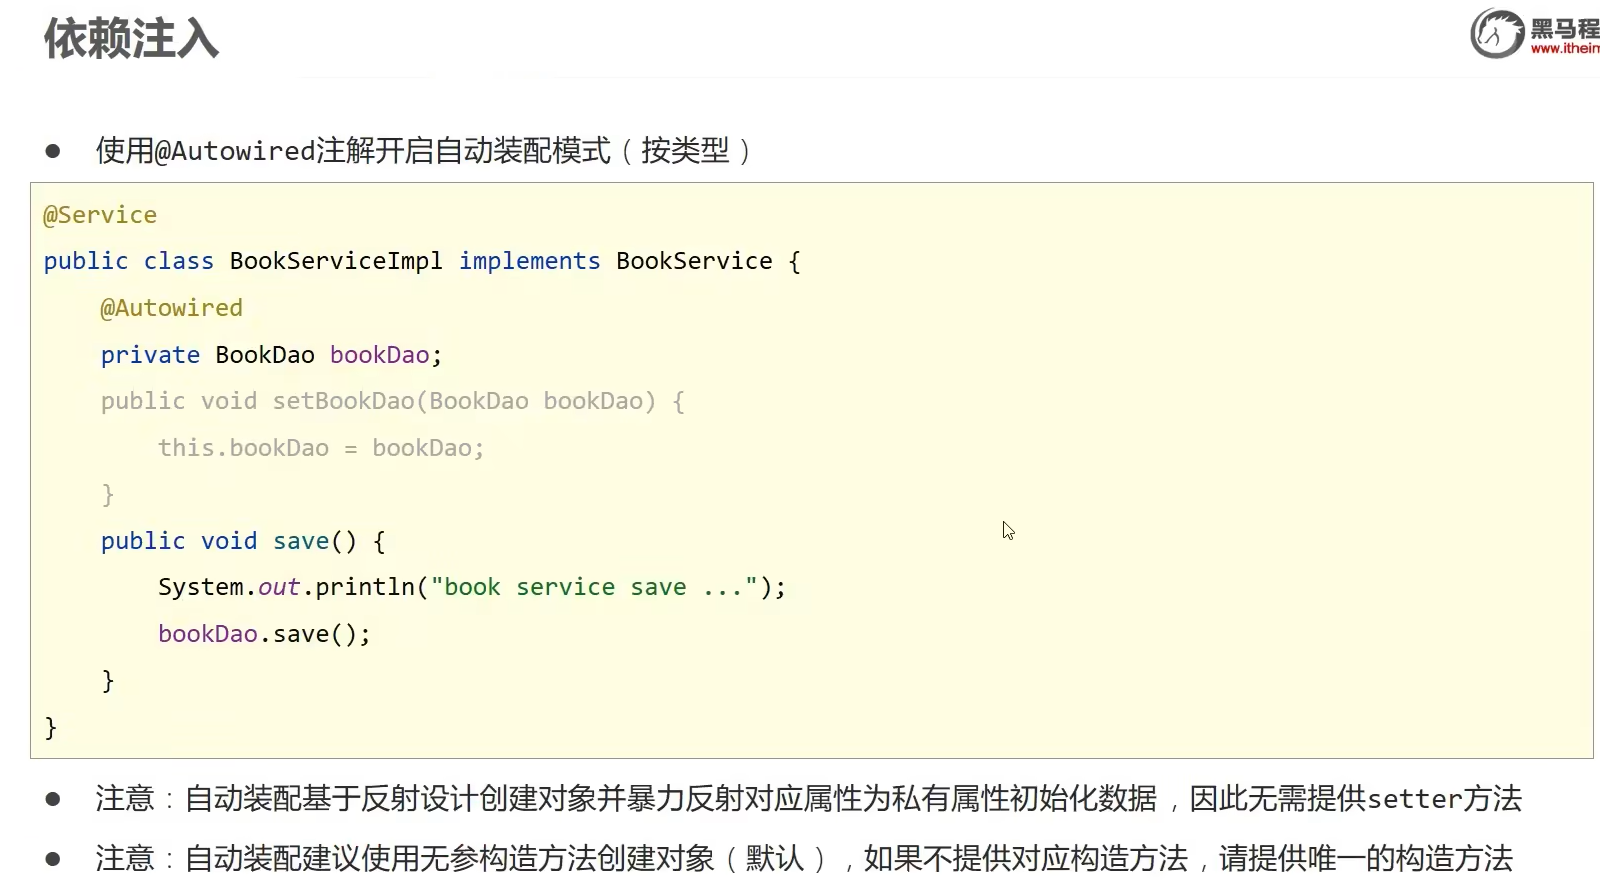 依赖注入
黑马程
www.itheim
● 使用@Autowired注解开启自动装配模式（按类型）
@Service
public class BookServiceImpl implements BookService {
@Autowired
private BookDao bookDao;
public void setBookDao(BookDao bookDao) {
this.bookDao = bookDao;
}
public void save() {
System.out.println("book service save ...");
bookDao.save();
}
}
● 注意：自动装配基于反射设计创建对象并暴力反射对应属性为私有属性初始化数据，因此无需提供setter方法
● 注意：自动装配建议使用无参构造方法创建对象（默认），如果不提供对应构造方法，请提供唯一的构造方法